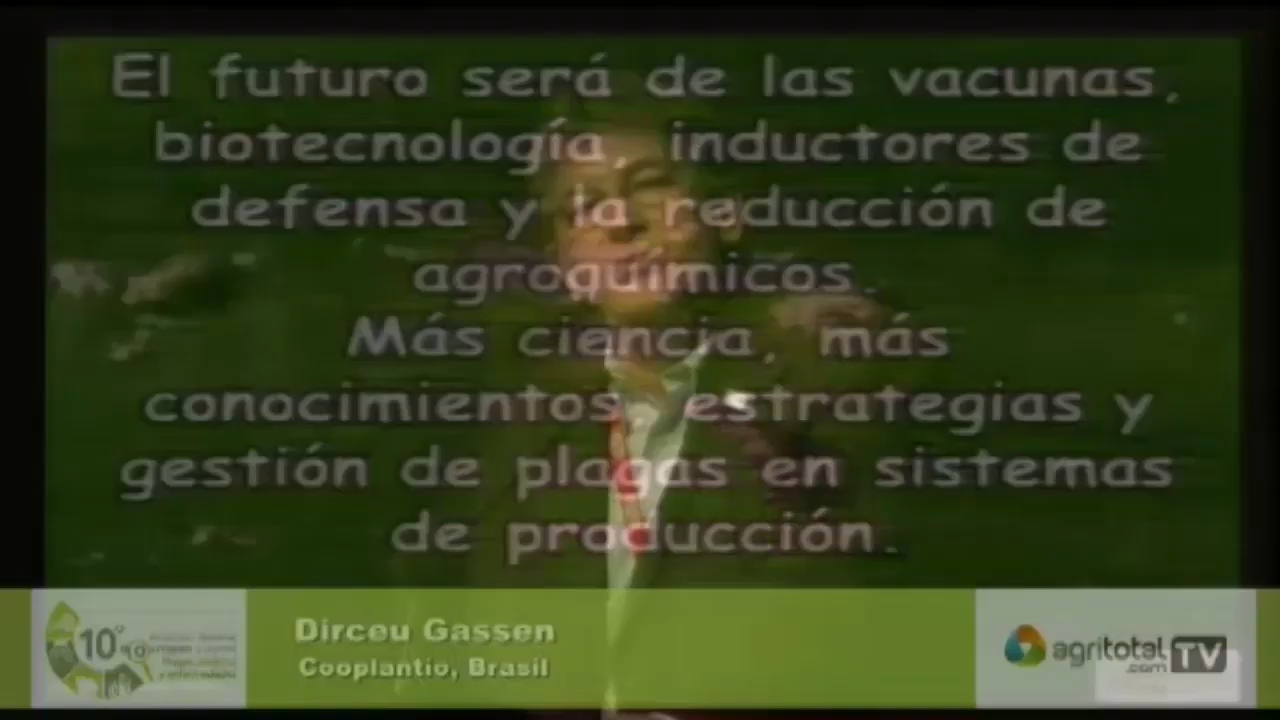 El futuro será de las vacunas,
biotecnología, inductores de
defensa y la reducción de
agroquímicos.
Más ciencia, más
conocimientos, estrategias y
gestión de plagas en sistemas
de producción.
10°
Dirceu Gassen
Cooplantio, Brasil
agritotal
.com
TV